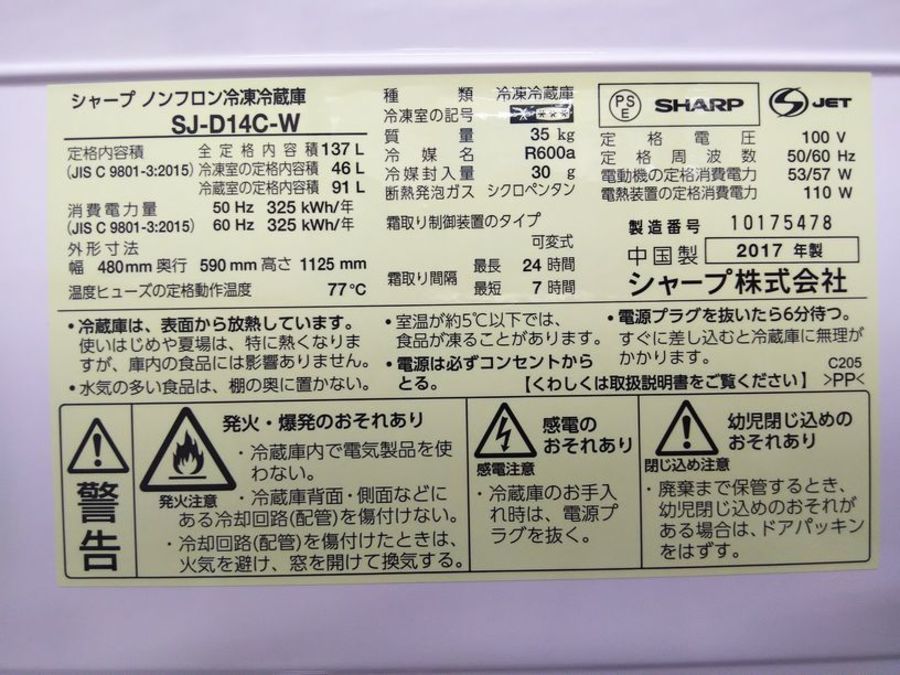 シャープ ノンフロン冷凍冷蔵庫
SJ-D14C-W
定格内容積 全定格内容積 137 L
(JIS C 9801-3:2015) 冷凍室の定格内容積 46 L
冷蔵室の定格内容積 91 L
消費電力量 50 Hz 325 kWh/年
(JIS C 9801-3:2015) 60 Hz 325 kWh/年
外形寸法
幅 480mm 奥行 590 mm 高さ 1125 mm
温度ヒューズの定格動作温度 77℃
種類 冷凍冷蔵庫
冷凍室の記号
質量 35 kg
冷媒名 R600a
冷媒封入量 30 g
断熱発泡ガス シクロペンタン
霜取り制御装置のタイプ
可変式
霜取り間隔 最長 24 時間
最短 7 時間
PSE SHARP S JET
定格電圧 100 V
定格周波数 50/60 Hz
電動機の定格消費電力 53/57 W
電熱装置の定格消費電力 110 W
製造番号 10175478
中国製 2017 年製
シャープ株式会社
・冷蔵庫は、表面から放熱しています。
使いはじめや夏場は、特に熱くなりま
すが、庫内の食品には影響ありません。
・水気の多い食品は、棚の奥に置かない。
・室温が約5℃以下では、
食品が凍ることがあります。
・電源は必ずコンセントから
とる。
・電源プラグを抜いたら6分待つ。
すぐに差し込むと冷蔵庫に無理が
かかります。
C205
【くわしくは取扱説明書をご覧ください】 >PP<
警告
発火・爆発のおそれあり
発火注意
・冷蔵庫内で電気製品を使
わない。
・冷蔵庫背面・側面などに
ある冷却回路(配管)を傷付けない。
・冷却回路(配管)を傷付けたときは、
火気を避け、窓を開けて換気する。
感電の
おそれあり
感電注意
・冷蔵庫のお手入
れ時は、電源プ
ラグを抜く。
幼児閉じ込めの
おそれあり
閉じ込め注意
・廃棄まで保管するとき、
幼児閉じ込めのおそれが
ある場合は、ドアパッキン
をはずす。